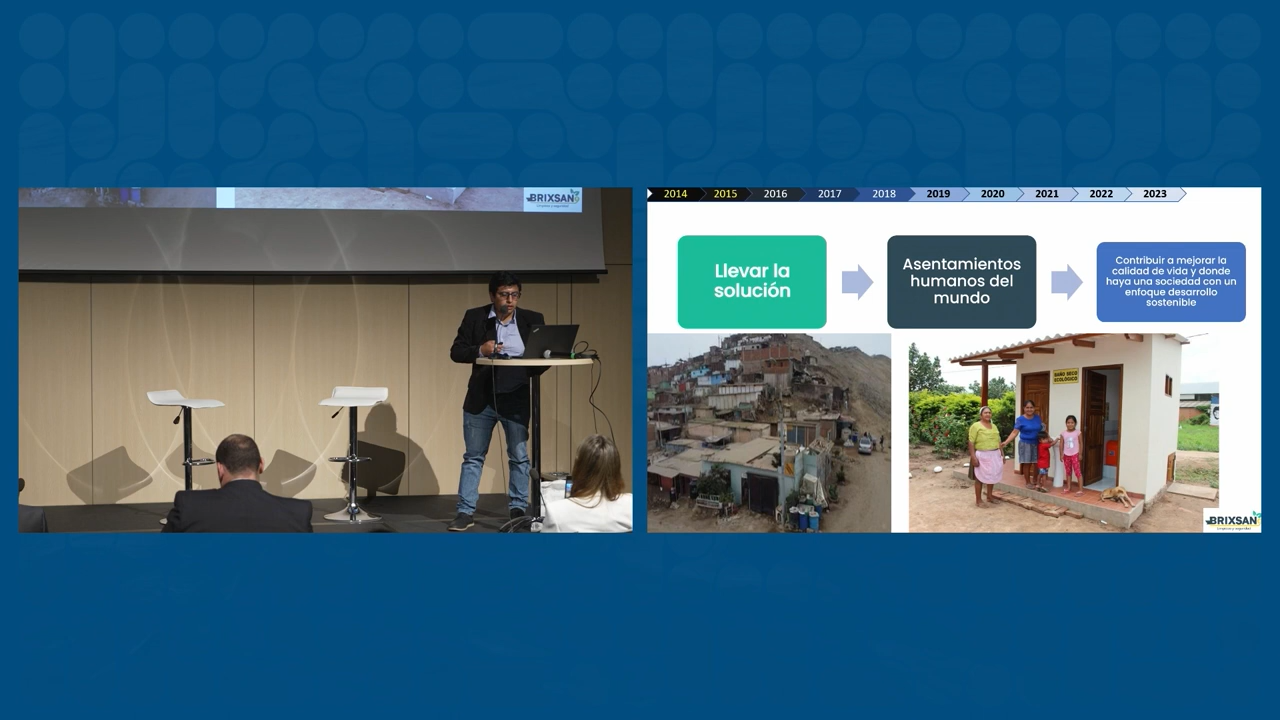 BRIXSAN
2014 2015 2016 2017 2018 2019 2020 2021 2022 2023
Llevar la
solución
Asentamientos
humanos del
mundo
Contribuir a mejorar la
calidad de vida y donde
haya una sociedad con un
enfoque desarrollo
sostenible
BAÑO SECO
ECOLÓGICO
BRIXSAN